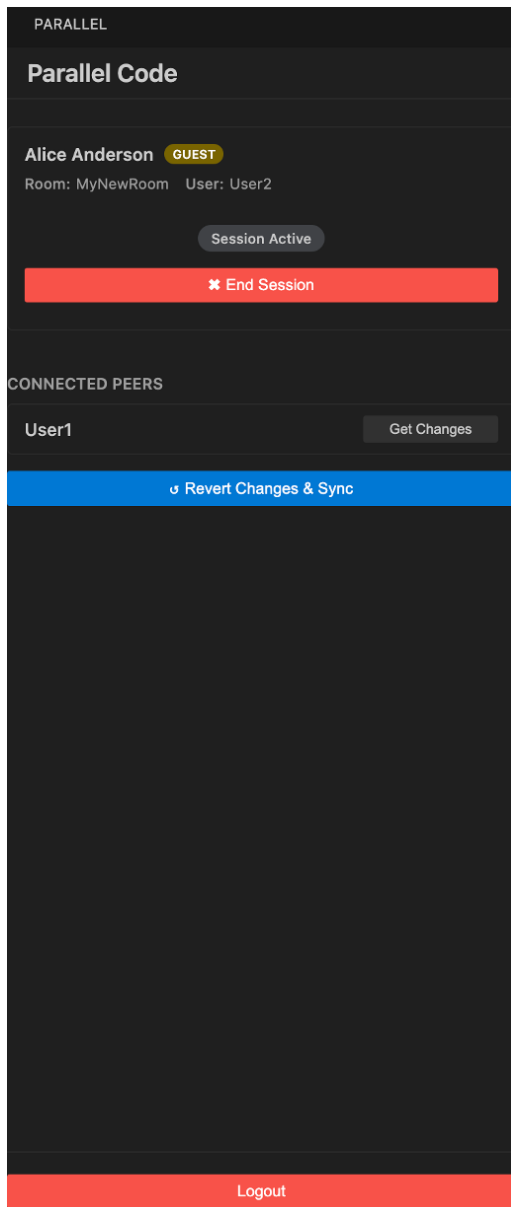 PARALLEL
Parallel Code
Alice Anderson GUEST
Room: MyNewRoom User: User2
Session Active
✖ End Session
CONNECTED PEERS
User1 Get Changes
↺ Revert Changes & Sync
Logout